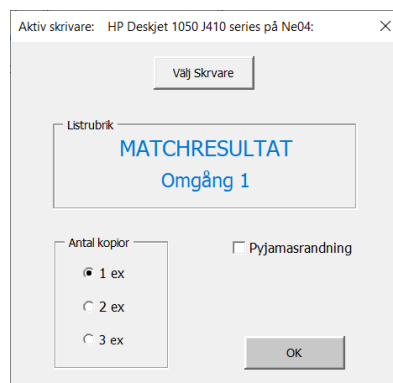 Aktiv skrivare: HP Deskjet 1050 J410 series på Ne04:
Välj Skrvare
Listrubrik
MATCHRESULTAT
Omgång 1
Antal kopior
1 ex
2 ex
3 ex
Pyjamasrandning
OK